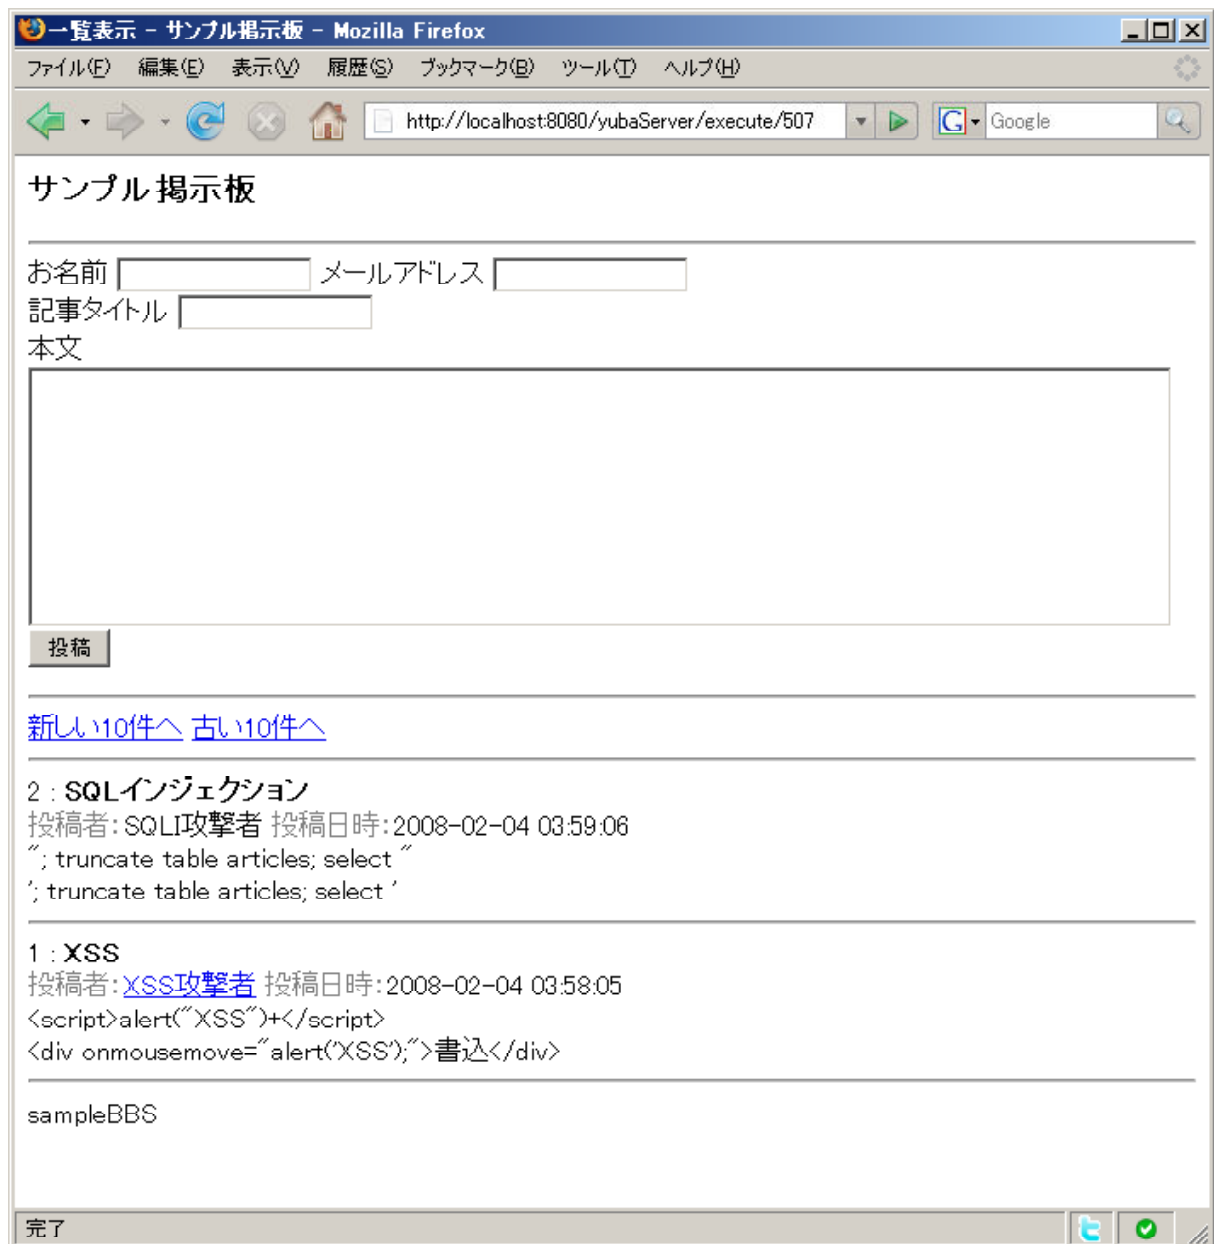 一覧表示 - サンプル掲示板 - Mozilla Firefox
ファイル(F) 編集(E) 表示(V) 履歴(S) ブックマーク(B) ツール(T) ヘルプ(H)
http://localhost:8080/yubaServer/execute/507 G Google
サンプル掲示板
お名前 メールアドレス
記事タイトル
本文
投稿
新しい10件へ 古い10件へ
2 : SQLインジェクション
投稿者: SQLI攻撃者 投稿日時: 2008-02-04 03:59:06
"; truncate table articles; select "
'; truncate table articles; select '
1 : XSS
投稿者: XSS攻撃者 投稿日時: 2008-02-04 03:58:05
<script>alert("XSS")+</script>
<div onmousemove="alert('XSS');">書込</div>
sampleBBS
完了